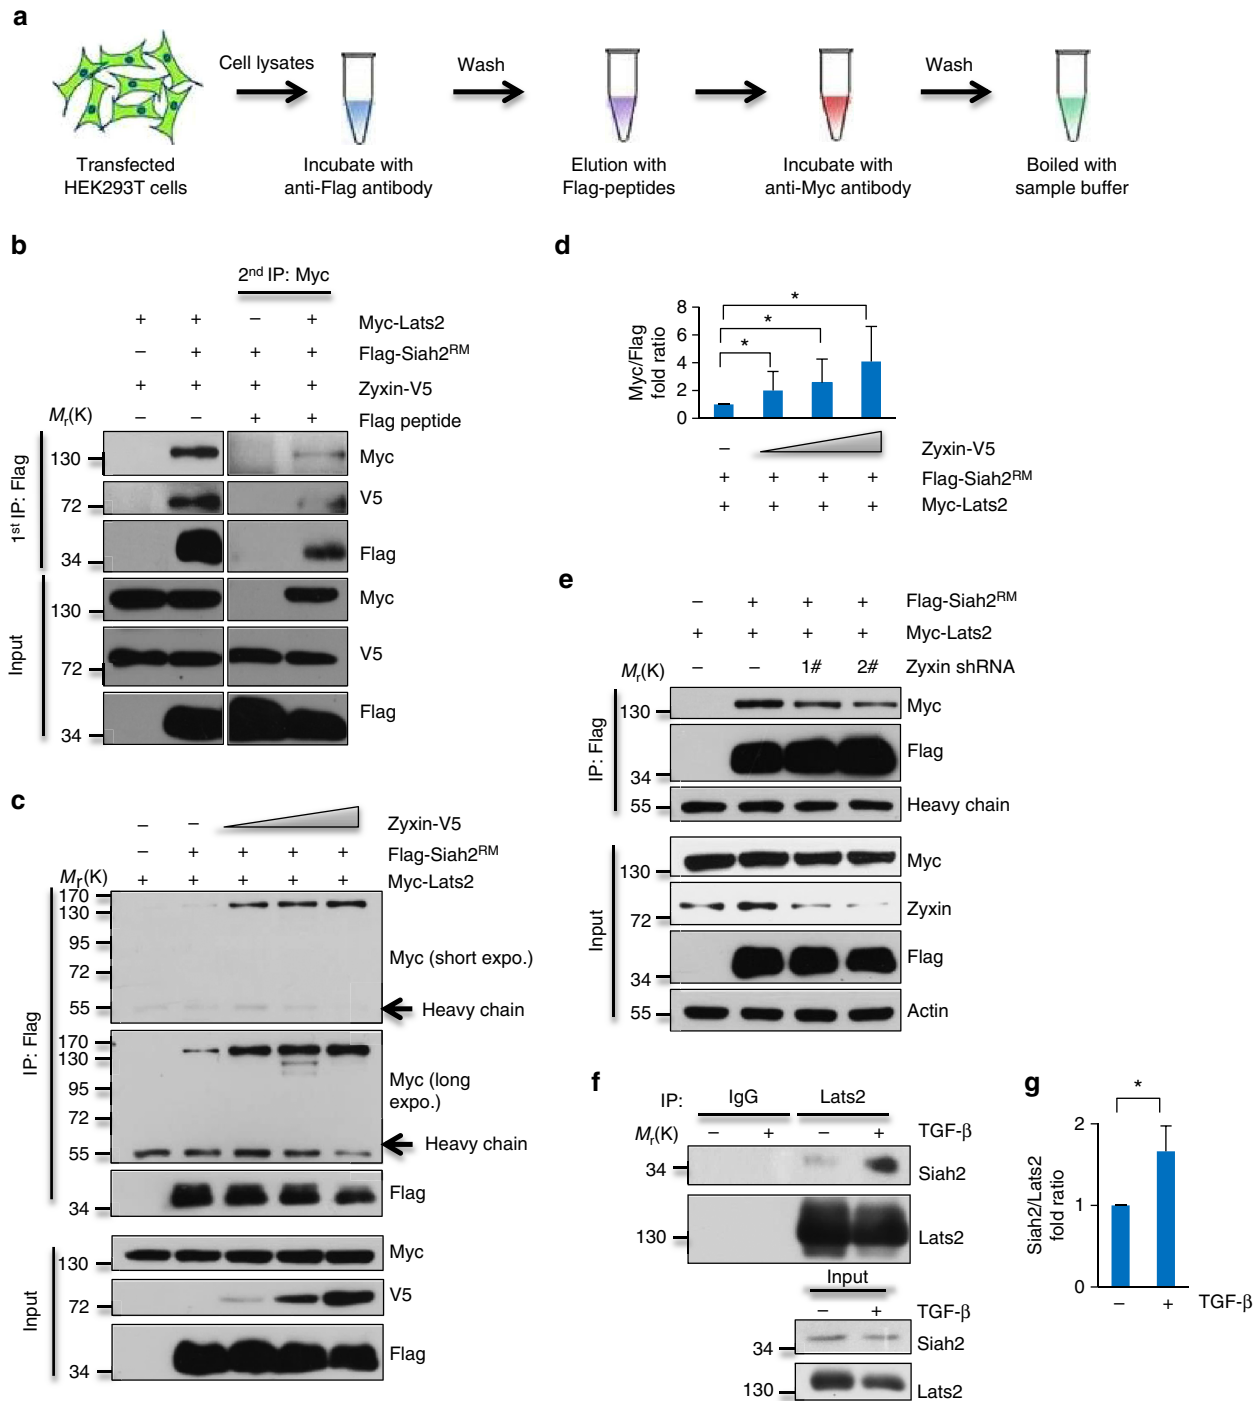 a
Cell lysates
Wash
Wash
Transfected
HEK293T cells
Incubate with
anti-Flag antibody
Elution with
Flag-peptides
Incubate with
anti-Myc antibody
Boiled with
sample buffer
b
2nd IP: Myc
+ + – + Myc-Lats2
– + + + Flag-Siah2RM
+ + + + Zyxin-V5
Mr(K) – – + + Flag peptide
1st IP: Flag
130 Myc
72 V5
34 Flag
Input
130 Myc
72 V5
34 Flag
c
– – Zyxin-V5
– + + + + Flag-Siah2RM
Mr(K) + + + + + Myc-Lats2
IP: Flag
170
130
95
72
55
Myc (short expo.)
Heavy chain
170
130
95
72
55
Myc (long
expo.)
Heavy chain
34 Flag
Input
130 Myc
72 V5
34 Flag
d
Myc/Flag
fold ratio
8
6
4
2
0
* * *
– Zyxin-V5
+ + + + Flag-Siah2RM
+ + + + Myc-Lats2
e
– + + + Flag-Siah2RM
+ + + + Myc-Lats2
Mr(K) – – 1# 2# Zyxin shRNA
IP: Flag
130 Myc
34 Flag
55 Heavy chain
Input
130 Myc
72 Zyxin
34 Flag
55 Actin
f
IP: IgG Lats2
Mr(K) – + – + TGF-β
34 Siah2
130 Lats2
Input
– + TGF-β
34 Siah2
130 Lats2
g
*
Siah2/Lats2
fold ratio
2
1
0
– + TGF-β